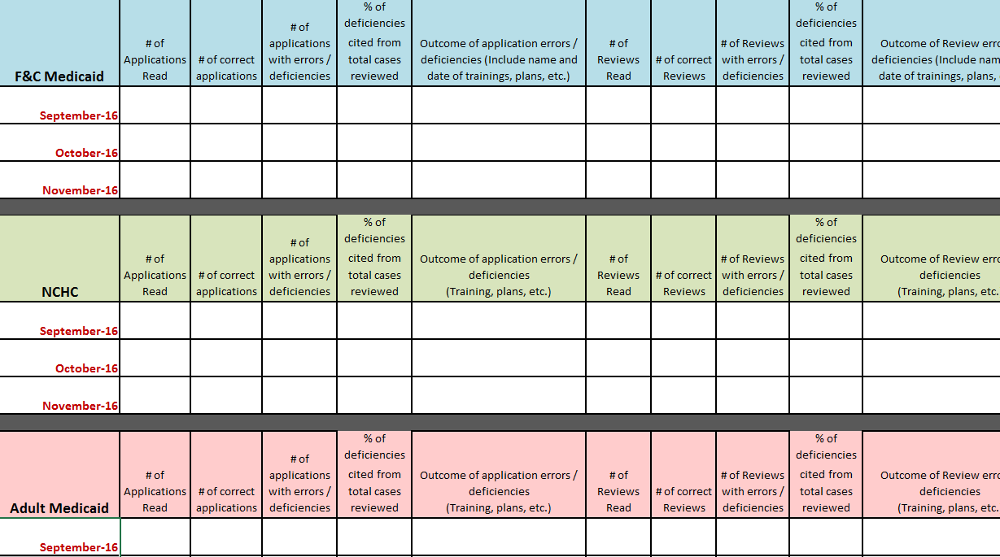 F&C Medicaid
# of
Applications
Read
# of correct
applications
# of
applications
with errors /
deficiencies
% of
deficiencies
cited from
total cases
reviewed
Outcome of application errors /
deficiencies (Include name and
date of trainings, plans, etc.)
# of
Reviews
Read
# of correct
Reviews
# of Reviews
with errors /
deficiencies
% of
deficiencies
cited from
total cases
reviewed
Outcome of Review erro
deficiencies (Include nam
date of trainings, plans,
September-16
October-16
November-16
NCHC
# of
Applications
Read
# of correct
applications
# of
applications
with errors /
deficiencies
% of
deficiencies
cited from
total cases
reviewed
Outcome of application errors /
deficiencies
(Training, plans, etc.)
# of
Reviews
Read
# of correct
Reviews
# of Reviews
with errors /
deficiencies
% of
deficiencies
cited from
total cases
reviewed
Outcome of Review erro
deficiencies
(Training, plans, etc.
September-16
October-16
November-16
Adult Medicaid
# of
Applications
Read
# of correct
applications
# of
applications
with errors /
deficiencies
% of
deficiencies
cited from
total cases
reviewed
Outcome of application errors /
deficiencies
(Training, plans, etc.)
# of
Reviews
Read
# of correct
Reviews
# of Reviews
with errors /
deficiencies
% of
deficiencies
cited from
total cases
reviewed
Outcome of Review erro
deficiencies
(Training, plans, etc.
September-16